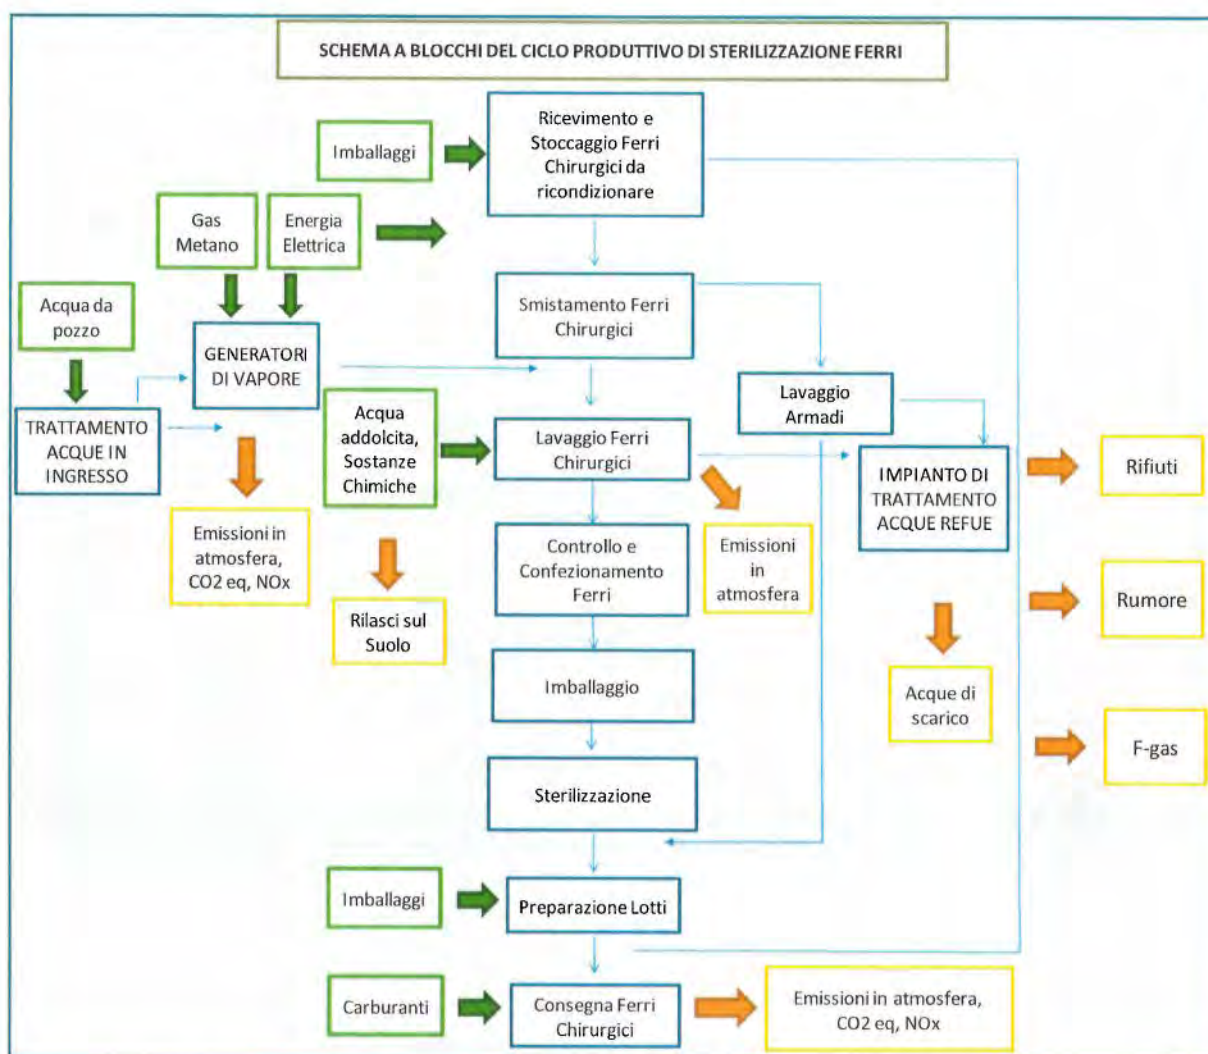 SCHEMA A BLOCCHI DEL CICLO PRODUTTIVO DI STERILIZZAZIONE FERRI
Imballaggi
Ricevimento e
Stoccaggio Ferri
Chirurgici da
ricondizionare
Gas
Metano
Energia
Elettrica
Acqua da
pozzo
Smistamento Ferri
Chirurgici
GENERATORI
DI VAPORE
TRATTAMENTO
ACQUE IN
INGRESSO
Acqua
addolcita,
Sostanze
Chimiche
Lavaggio Ferri
Chirurgici
Lavaggio
Armadi
IMPIANTO DI
TRATTAMENTO
ACQUE REFUE
Rifiuti
Emissioni in
atmosfera,
CO2 eq, NOx
Controllo e
Confezionamento
Ferri
Emissioni
in
atmosfera
Rumore
Rilasci sul
Suolo
Imballaggio
Acque di
scarico
F-gas
Sterilizzazione
Imballaggi
Preparazione Lotti
Carburanti
Consegna Ferri
Chirurgici
Emissioni in atmosfera,
CO2 eq, NOx